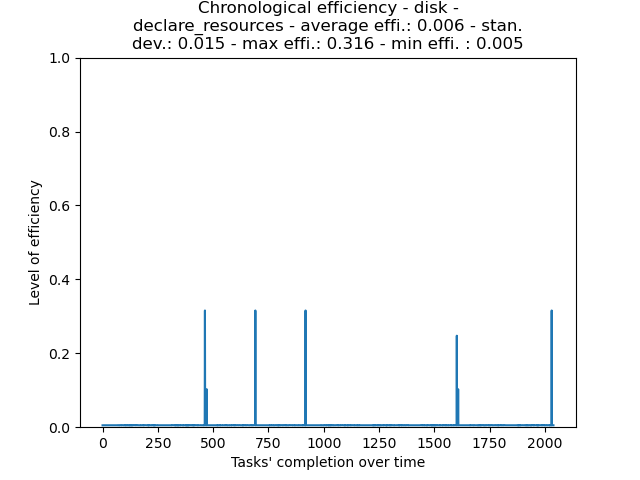 Chronological efficiency - disk -
declare_resources - average effi.: 0.006 - stan.
dev.: 0.015 - max effi.: 0.316 - min effi. : 0.005
1.0
0.8
0.6
0.4
0.2
0.0
Level of efficiency
0 250 500 750 1000 1250 1500 1750 2000
Tasks' completion over time